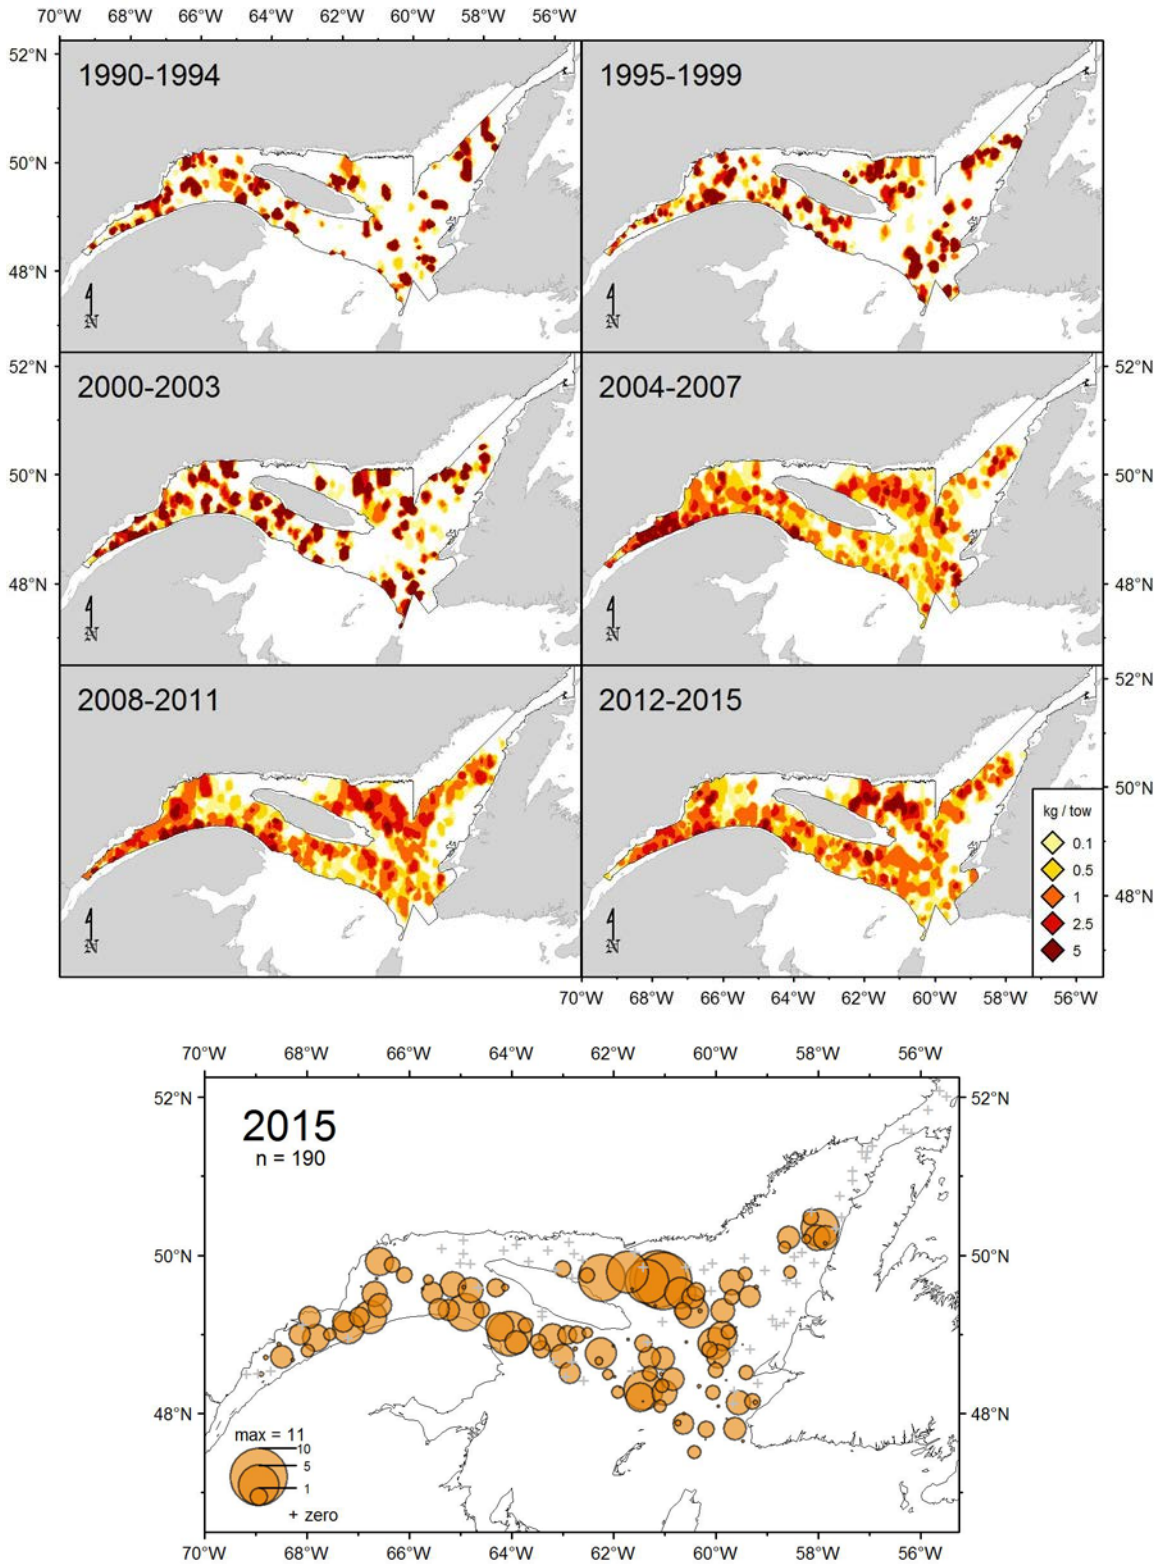 70°W 68°W 66°W 64°W 62°W 60°W 58°W 56°W
52°N
50°N
48°N
1990-1994
N
1995-1999
N
52°N
50°N
48°N
2000-2003
N
2004-2007
N
52°N
50°N
48°N
2008-2011
N
2012-2015
N
52°N
50°N
48°N
kg / tow
0.1
0.5
1
2.5
5
70°W 68°W 66°W 64°W 62°W 60°W 58°W 56°W
70°W 68°W 66°W 64°W 62°W 60°W 58°W 56°W
52°N
50°N
48°N
2015
n = 190
52°N
50°N
48°N
max = 11
10
5
1
+ zero
70°W 68°W 66°W 64°W 62°W 60°W 58°W 56°W